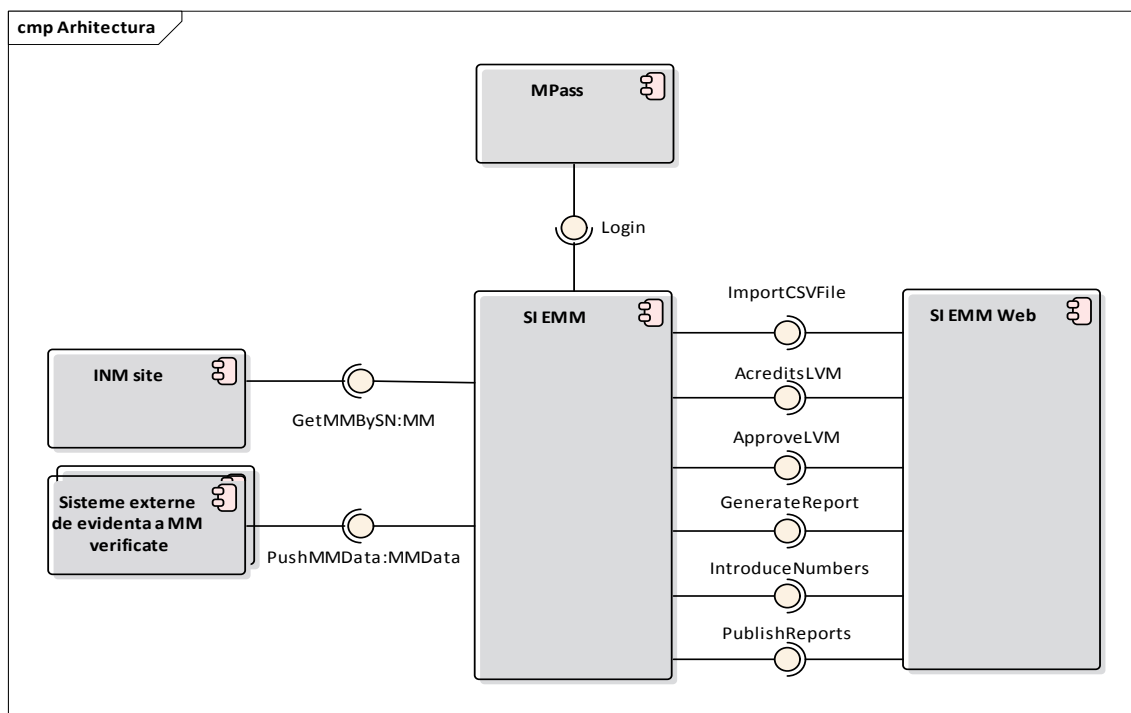 cmp Arhitectura
MPass
Login
SI EMM
ImportCSVFile
SI EMM Web
INM site
AcreditsLVM
GetMMBySN:MM
ApproveLVM
Sisteme externe
de evidenta a MM
verificate
GenerateReport
PushMMData:MMData
IntroduceNumbers
PublishReports